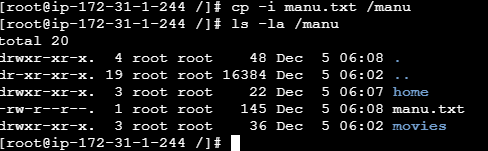 [root@ip-172-31-1-244 /]# cp -i manu.txt /manu
[root@ip-172-31-1-244 /]# ls -la /manu
total 20
drwxr-xr-x.  4 root root    48 Dec  5 06:08 .
dr-xr-xr-x. 19 root root 16384 Dec  5 06:02 ..
drwxr-xr-x.  3 root root    22 Dec  5 06:07 home
-rw-r--r--.  1 root root   145 Dec  5 06:08 manu.txt
drwxr-xr-x.  3 root root    36 Dec  5 06:02 movies
[root@ip-172-31-1-244 /]#